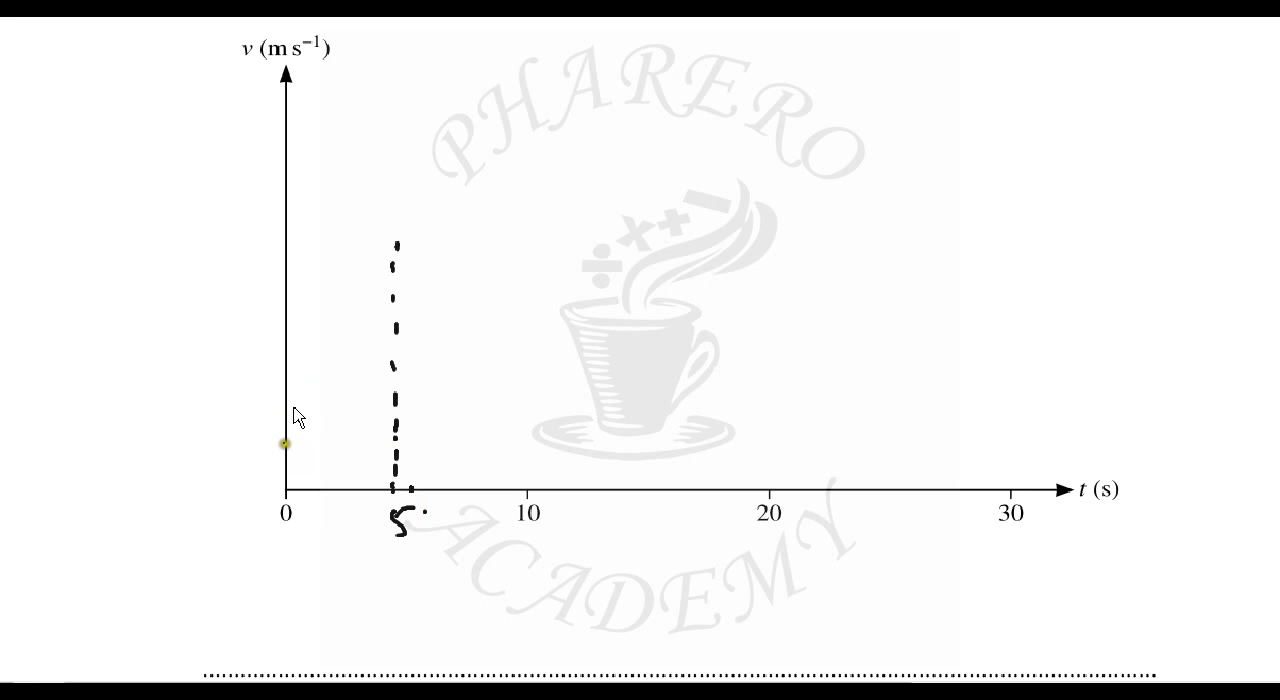 v (m s⁻¹)
PHARERO
÷ × + −
t (s)
0 5 10 20 30
ACADEMY